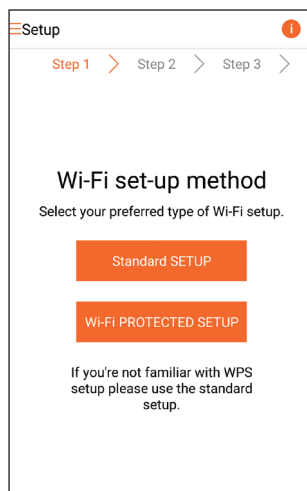 Setup
i
Step 1 Step 2 Step 3
Wi-Fi set-up method
Select your preferred type of Wi-Fi setup.
Standard SETUP
Wi-Fi PROTECTED SETUP
If you're not familiar with WPS
setup please use the standard
setup.